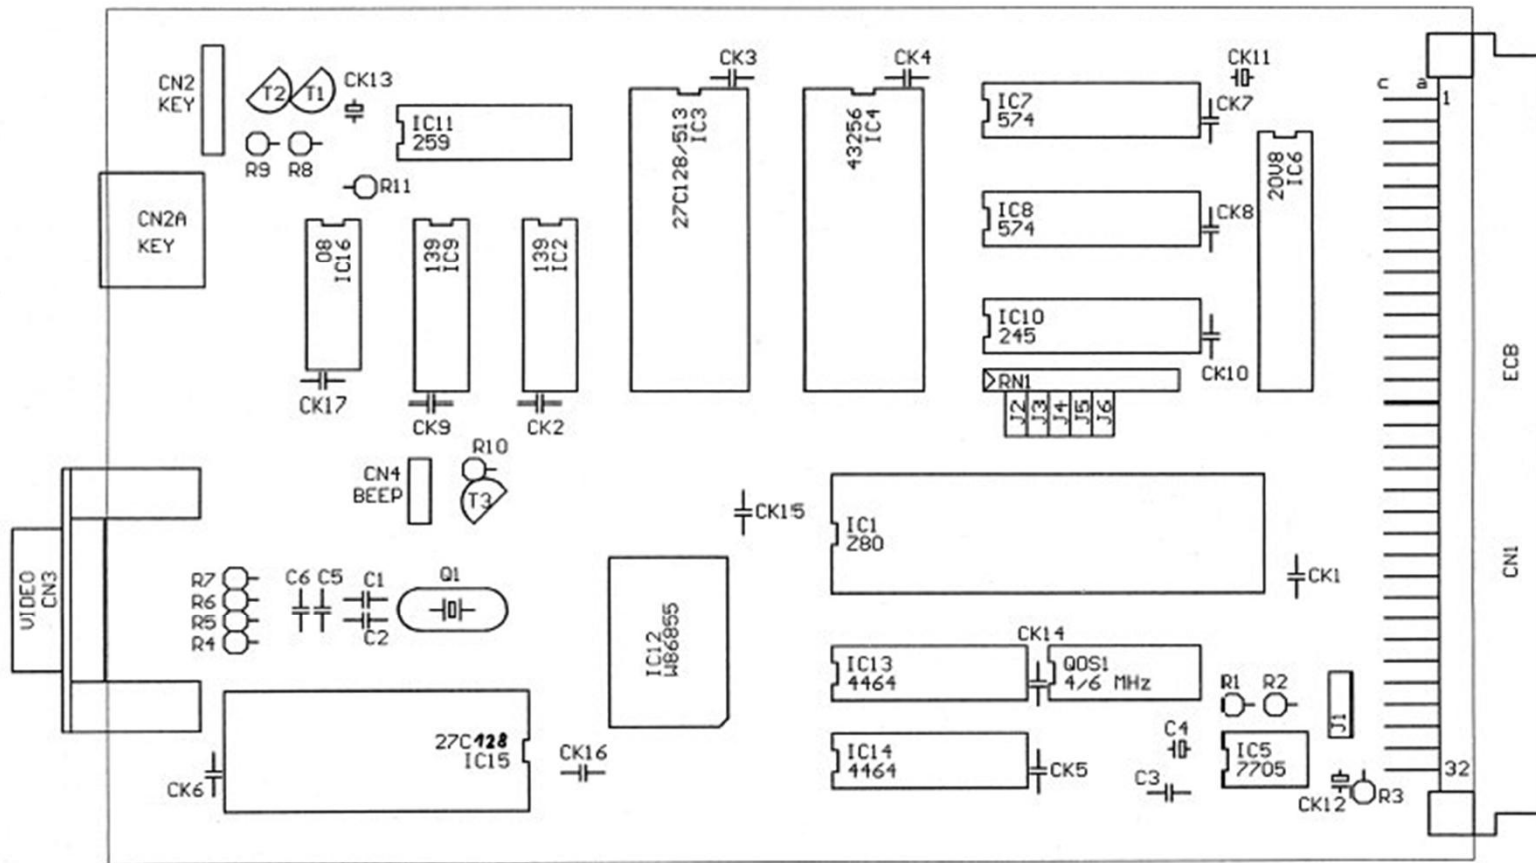 CN2
KEY
T2
T1
CK13
IC11
259
R9
R8
R11
CN2A
KEY
08
IC16
CK17
139
IC9
CK9
139
IC2
CK2
CK3
27C128/513
IC3
CK4
43256
IC4
IC7
574
CK7
CK11
IC8
574
CK8
20V8
IC6
IC10
245
CK10
RN1
J2
J3
J4
J5
J6
c a
1
ECB
CN1
32
CN4
BEEP
R10
T3
CK15
IC1
Z80
CK1
VIDEO
CN3
R7
R6
R5
R4
C6
C5
C1
C2
Q1
IC12
W86855
CK14
IC13
4464
QOS1
4/6 MHz
R1
R2
J1
27C128
IC15
CK6
CK16
IC14
4464
CK5
C4
C3
IC5
7705
CK12
R3